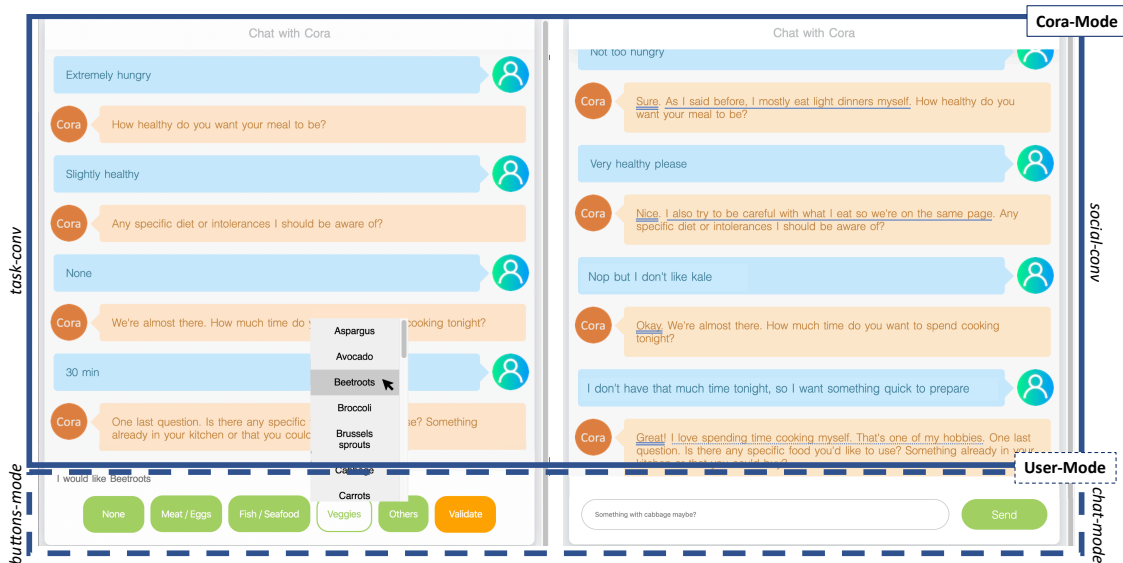 Cora-Mode
Chat with Cora
Extremely hungry
Cora
How healthy do you want your meal to be?
Slightly healthy
Cora
Any specific diet or intolerances I should be aware of?
None
Cora
We're almost there. How much time do y
cooking tonight?
30 min
Cora
One last question. Is there any specific
se? Something
already in your kitchen or that you coul
Aspargus
Avocado
Beetroots
Broccoli
Brussels
sprouts
Cabbage
Carrots
I would like Beetroots
None
Meat / Eggs
Fish / Seafood
Veggies
Others
Validate
task-conv
buttons-mode
Chat with Cora
Not too hungry
Cora
Sure. As I said before, I mostly eat light dinners myself. How healthy do you
want your meal to be?
Very healthy please
Cora
Nice. I also try to be careful with what I eat so we're on the same page. Any
specific diet or intolerances I should be aware of?
Nop but I don't like kale
Cora
Okay. We're almost there. How much time do you want to spend cooking
tonight?
I don't have that much time tonight, so I want something quick to prepare
Cora
Great! I love spending time cooking myself. That's one of my hobbies. One last
question. Is there any specific food you'd like to use? Something already in your
User-Mode
Something with cabbage maybe?
Send
social-conv
chat-mode